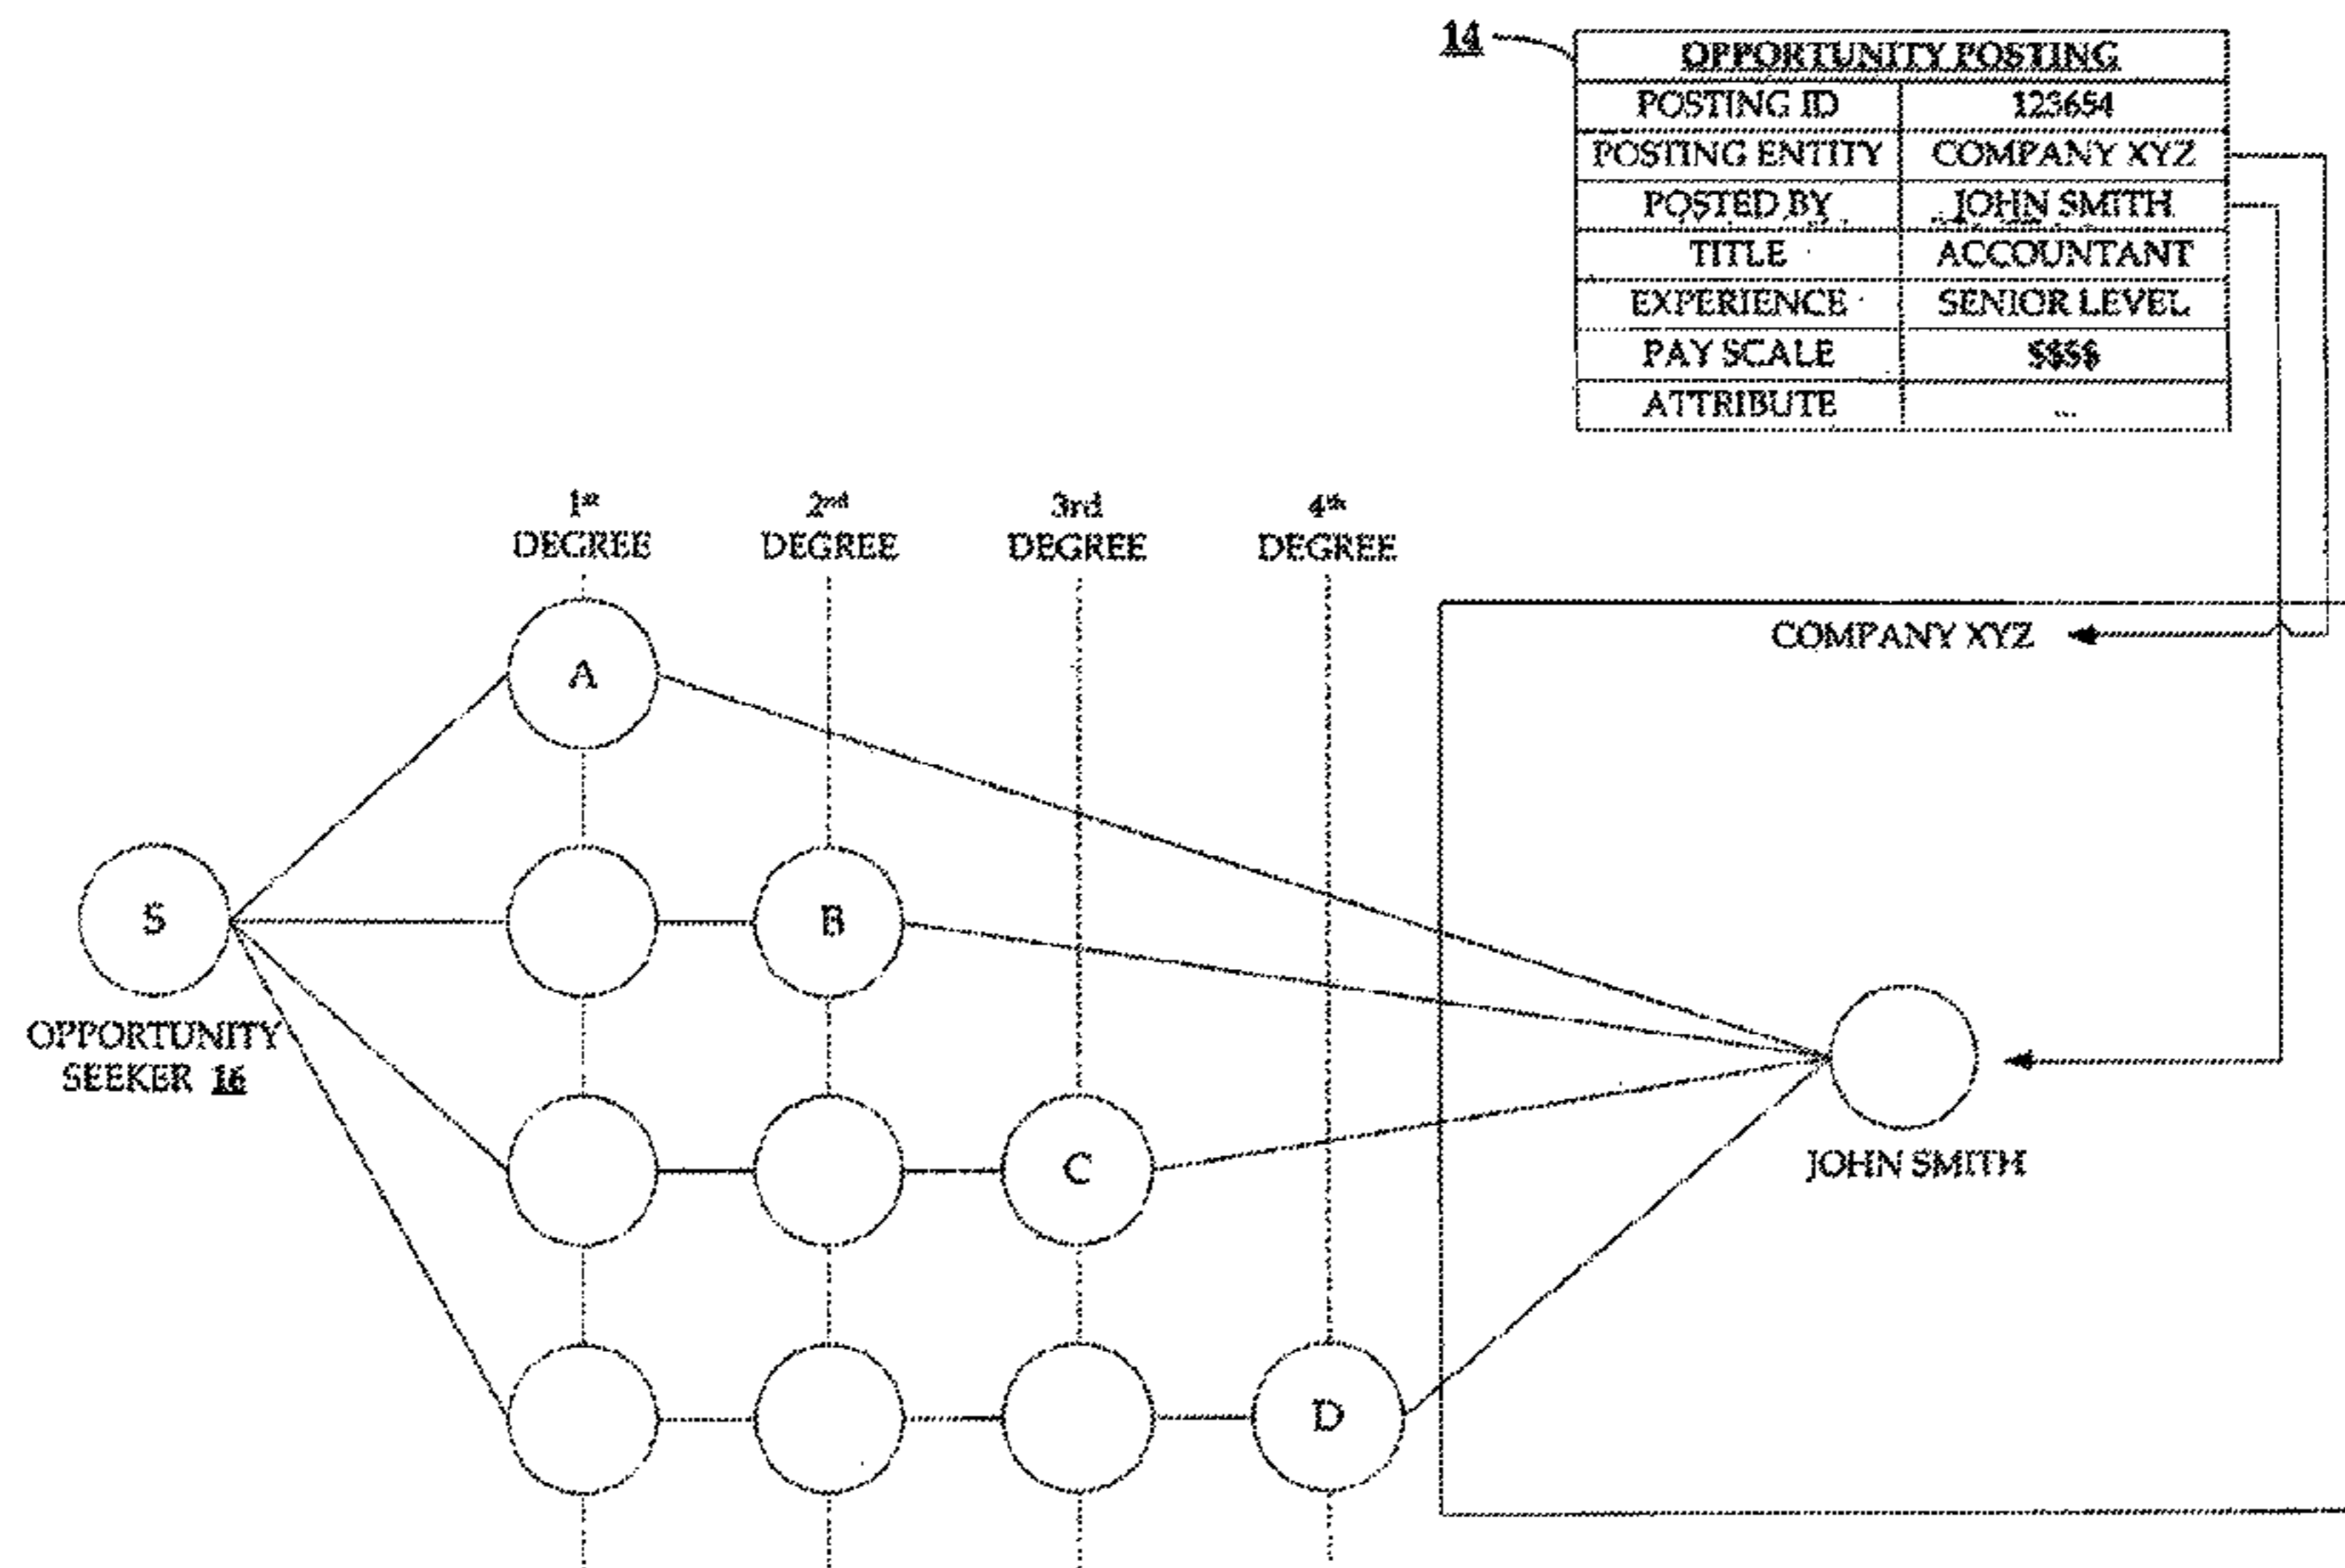 14
OPPORTUNITY POSTING
POSTING ID 123654
POSTING ENTITY COMPANY XYZ
POSTED BY JOHN SMITH
TITLE ACCOUNTANT
EXPERIENCE SENIOR LEVEL
PAY SCALE $$$$
ATTRIBUTE ...
1st 2nd 3rd 4th
DEGREE DEGREE DEGREE DEGREE
COMPANY XYZ
A
S B
OPPORTUNITY
SEEKER 16
C
JOHN SMITH
D